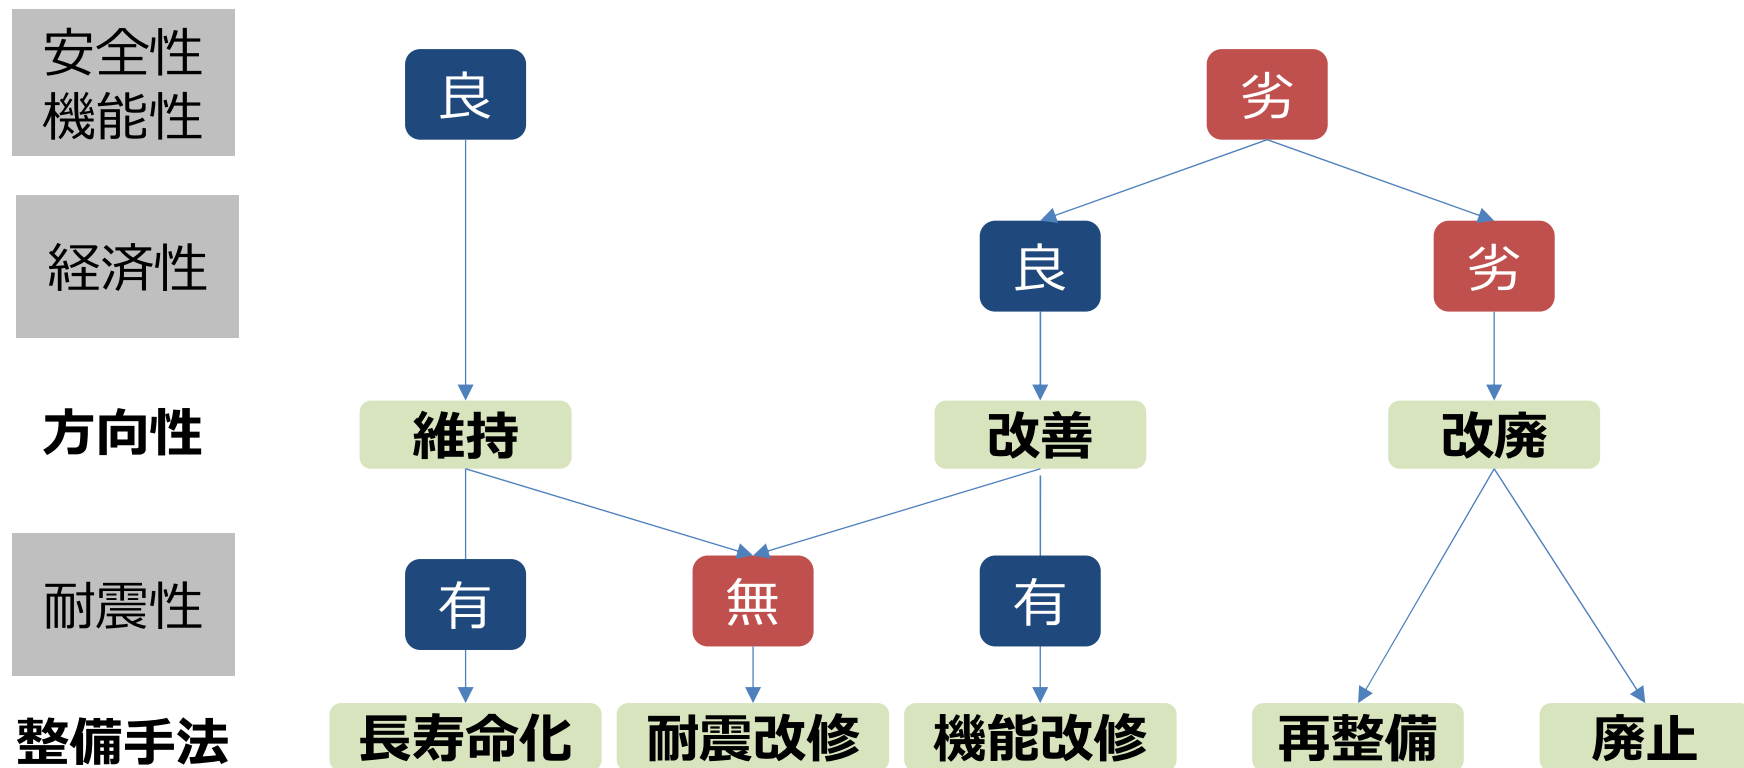 安全性
機能性
良
劣
経済性
良
劣
方向性
維持
改善
改廃
耐震性
有
無
有
整備手法
長寿命化
耐震改修
機能改修
再整備
廃止